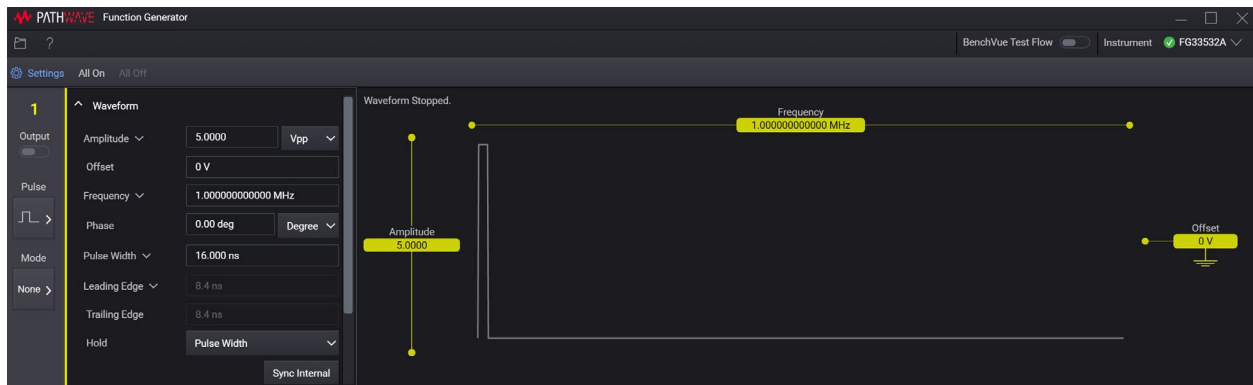 PATHWAVE Function Generator
? BenchVue Test Flow Instrument FG33532A
Settings All On All Off
1
Output
Pulse
Mode
None
Waveform
Amplitude 5.0000 Vpp
Offset 0 V
Frequency 1.000000000000 MHz
Phase 0.00 deg Degree
Pulse Width 16.000 ns
Leading Edge 8.4 ns
Trailing Edge 8.4 ns
Hold Pulse Width
Sync Internal
Waveform Stopped.
Frequency
1.000000000000 MHz
Amplitude
5.0000
Offset
0 V